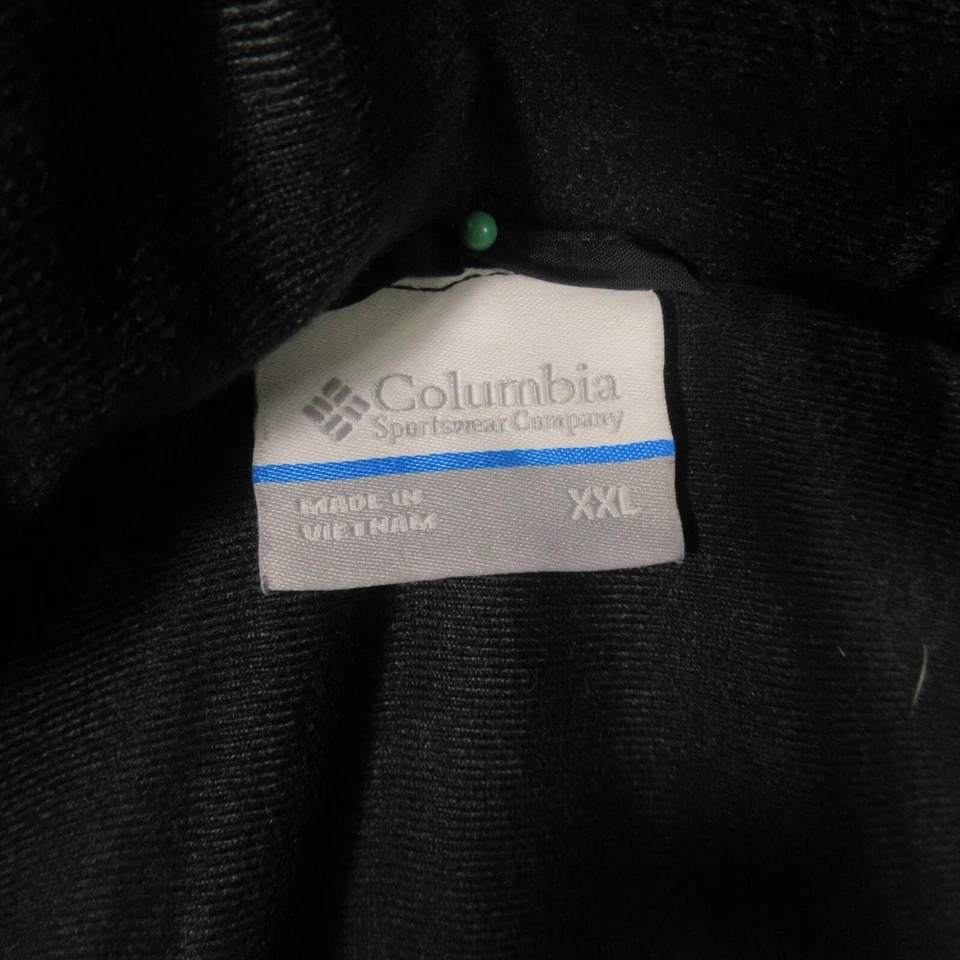 Columbia
Sportswear Company
MADE IN
VIETNAM
XXL